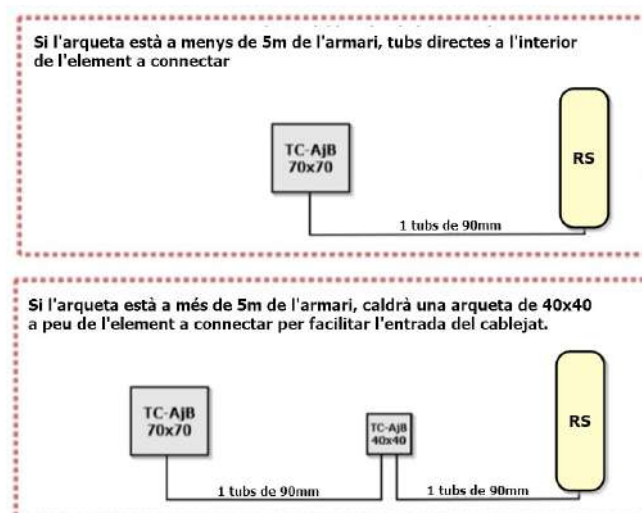 Si l'arqueta està a menys de 5m de l'armari, tubs directes a l'interior
de l'element a connectar
TC-AjB
70x70
RS
1 tubs de 90mm
Si l'arqueta està a més de 5m de l'armari, caldrà una arqueta de 40x40
a peu de l'element a connectar per facilitar l'entrada del cablejat.
TC-AjB
70x70
TC-AjB
40x40
RS
1 tubs de 90mm
1 tubs de 90mm